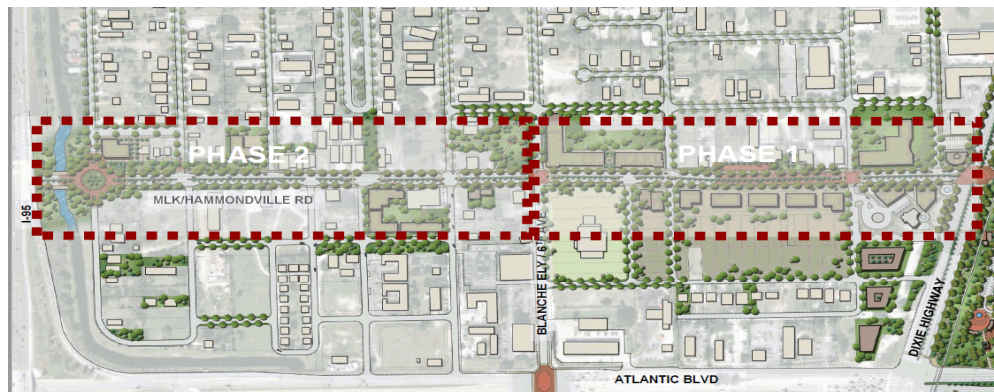 PHASE 2
PHASE 1
MLK/HAMMONDVILLE RD
I-95
BLANCHE ELY / 6TH AVE
DIXIE HIGHWAY
ATLANTIC BLVD